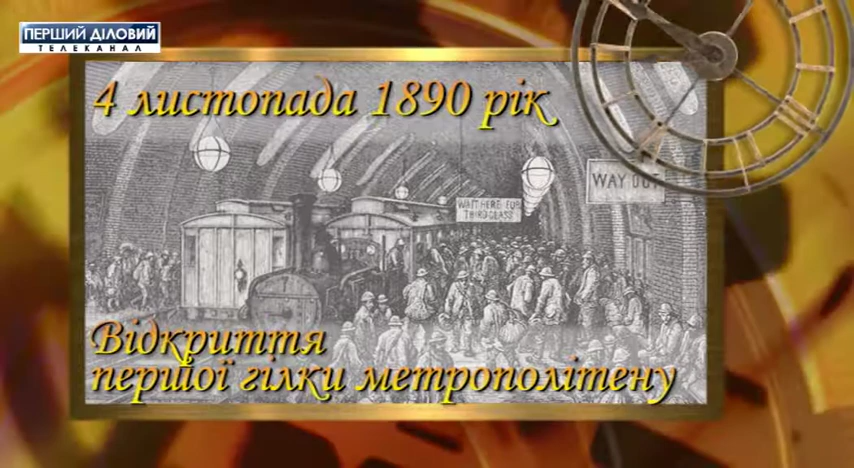 ПЕРШИЙ ДІЛОВИЙ
ТЕЛЕКАНАЛ
4 листопада 1890 рік
WAY OUT
WAIT HERE FOR
THIRD CLASS
Відкриття
першої гілки метрополітену